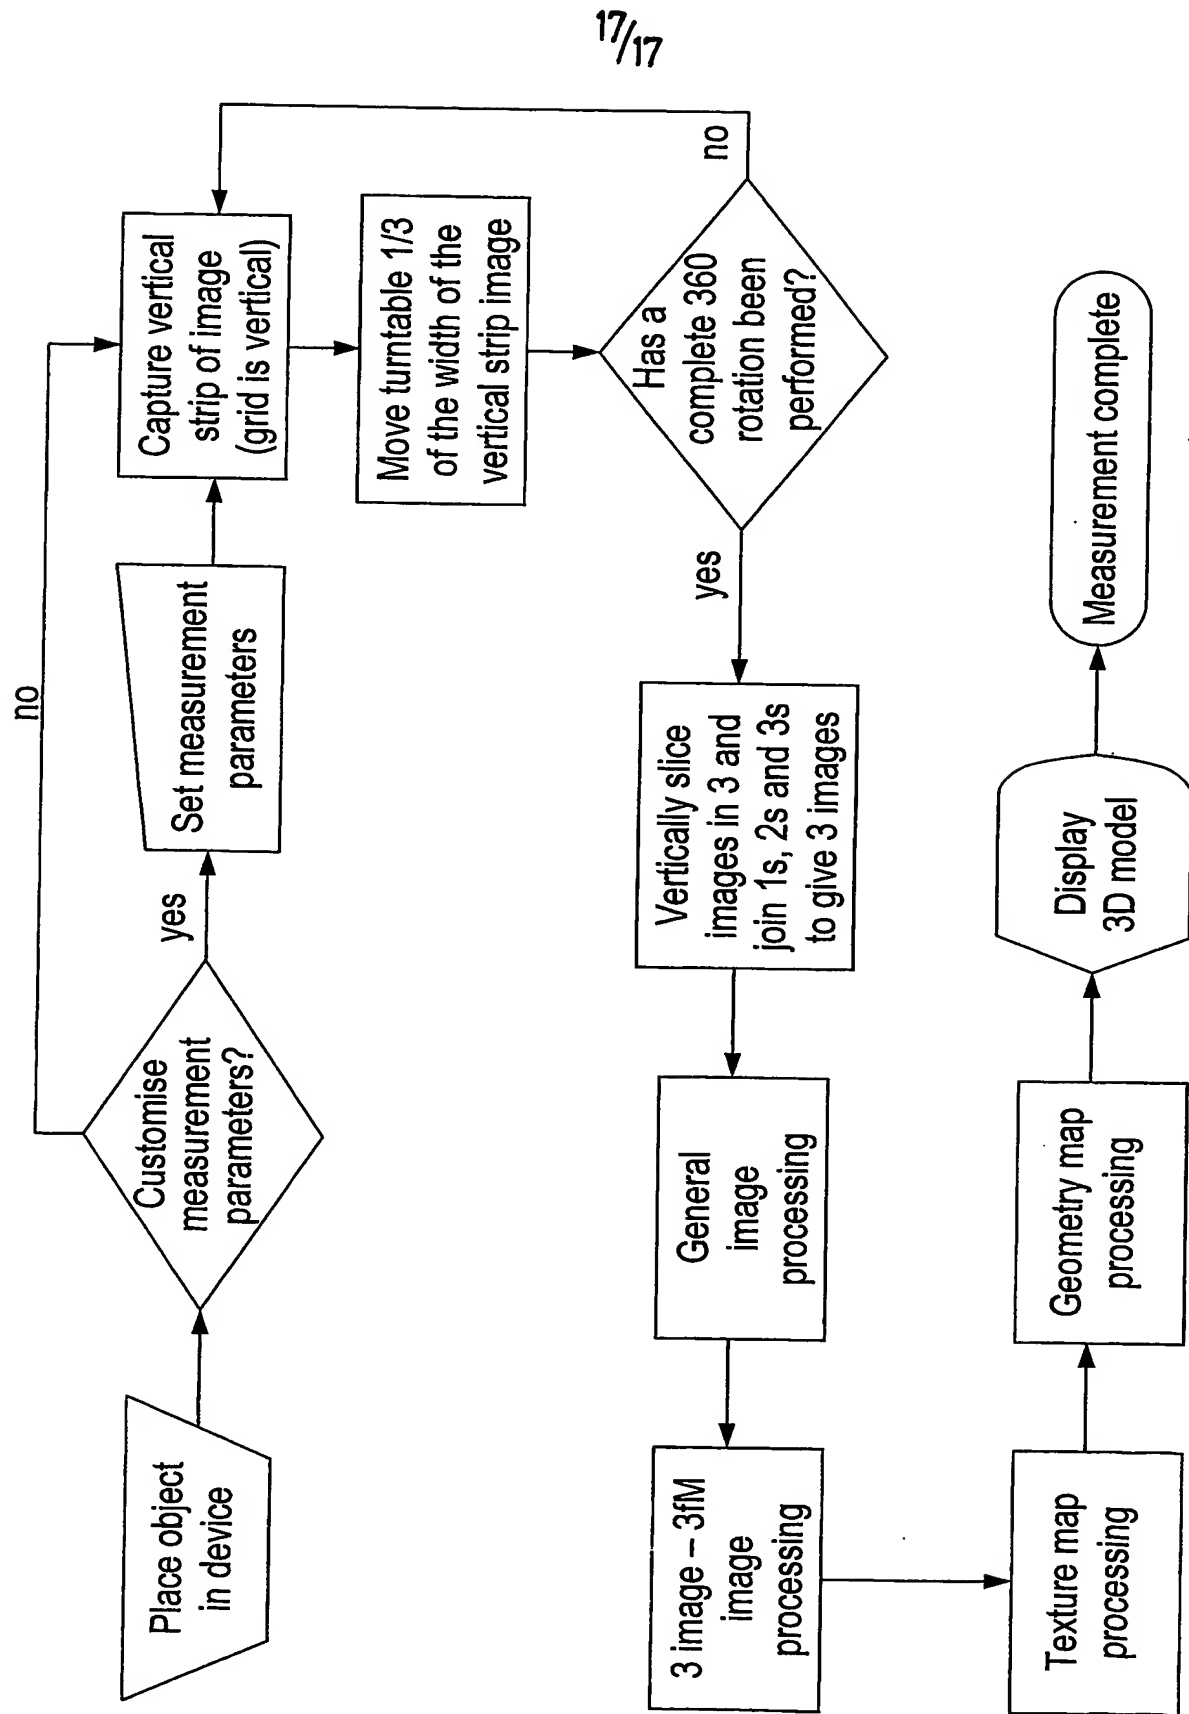 17/17
Place object
in device
Customise
measurement
parameters?
no
yes
Set measurement
parameters
Capture vertical
strip of image
(grid is vertical)
Move turntable 1/3
of the width of the
vertical strip image
Has a
complete 360
rotation been
performed?
no
yes
Vertically slice
images in 3 and
join 1s, 2s and 3s
to give 3 images
General
image
processing
3 image – 3fM
image
processing
Texture map
processing
Geometry map
processing
Display
3D model
Measurement complete